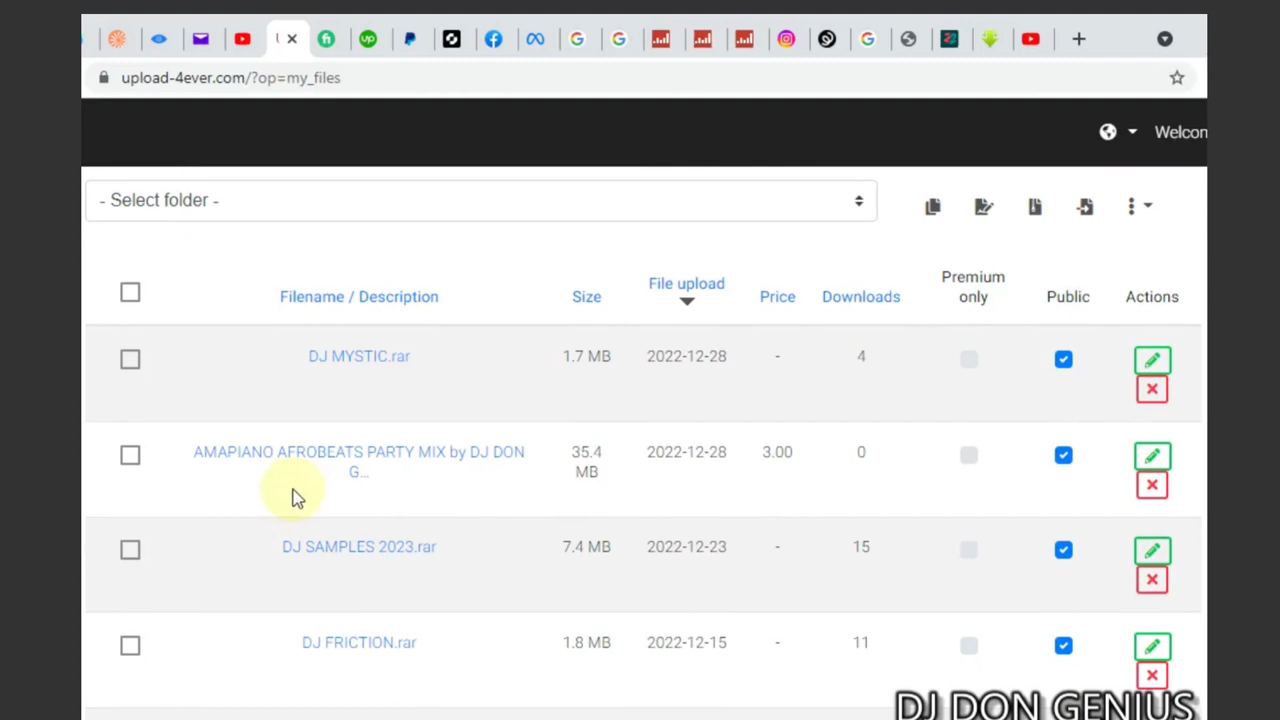 upload-4ever.com/?op=my_files
Welcom
- Select folder -
Filename / Description Size File upload Price Downloads Premium only Public Actions
DJ MYSTIC.rar 1.7 MB 2022-12-28 - 4
AMAPIANO AFROBEATS PARTY MIX by DJ DON G... 35.4 MB 2022-12-28 3.00 0
DJ SAMPLES 2023.rar 7.4 MB 2022-12-23 - 15
DJ FRICTION.rar 1.8 MB 2022-12-15 - 11
DJ DON GENIUS